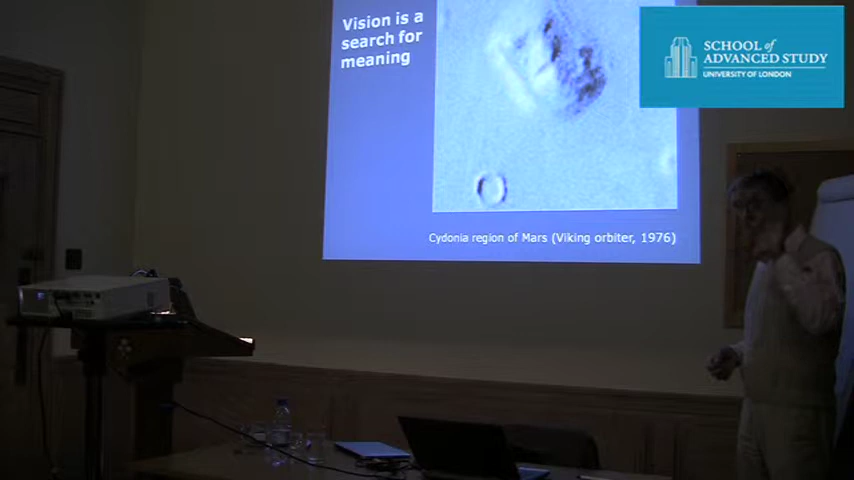 Vision is a
search for
meaning
SCHOOL of
ADVANCED STUDY
UNIVERSITY OF LONDON
Cydonia region of Mars (Viking orbiter, 1976)